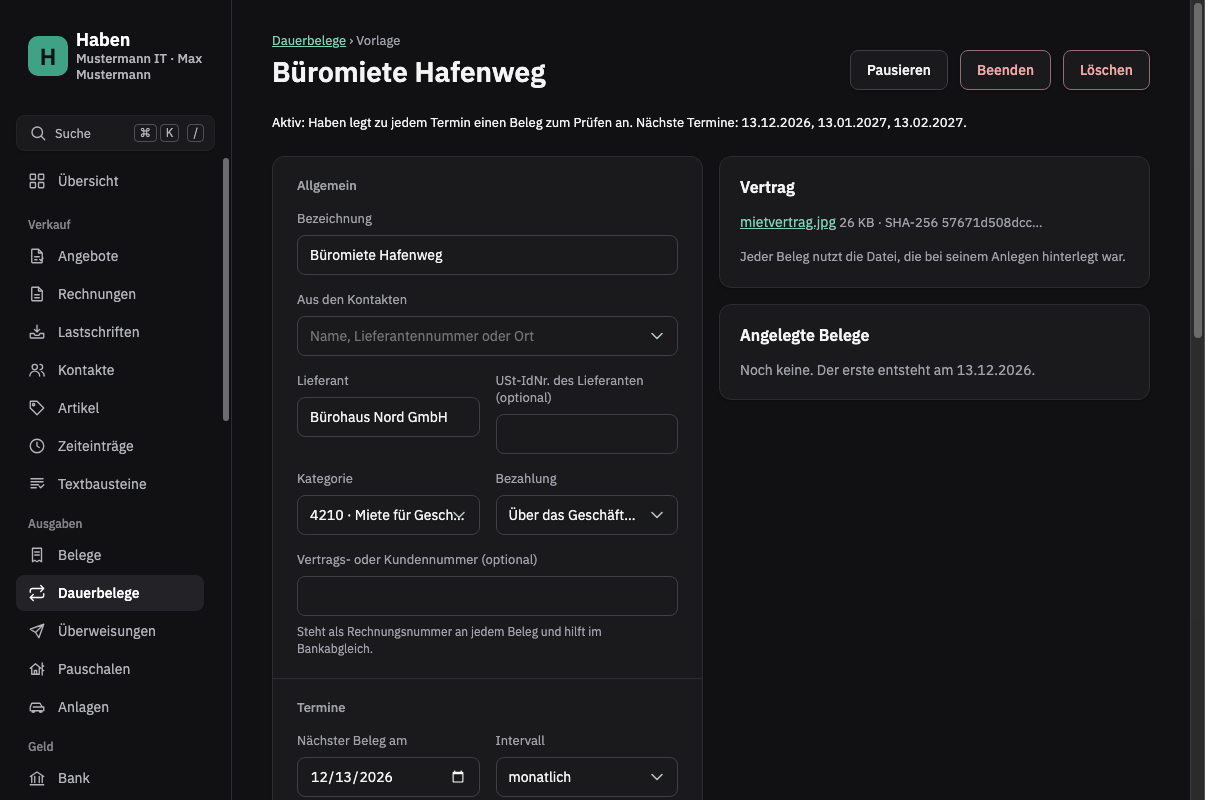 H
Haben
Mustermann IT · Max
Mustermann
Suche ⌘ K /
Übersicht
Verkauf
Angebote
Rechnungen
Lastschriften
Kontakte
Artikel
Zeiteinträge
Textbausteine
Ausgaben
Belege
Dauerbelege
Überweisungen
Pauschalen
Anlagen
Geld
Bank
Dauerbelege › Vorlage
Büromiete Hafenweg
Pausieren
Beenden
Löschen
Aktiv: Haben legt zu jedem Termin einen Beleg zum Prüfen an. Nächste Termine: 13.12.2026, 13.01.2027, 13.02.2027.
Allgemein
Bezeichnung
Büromiete Hafenweg
Aus den Kontakten
Name, Lieferantennummer oder Ort
Lieferant
Bürohaus Nord GmbH
USt-IdNr. des Lieferanten
(optional)
Kategorie
4210 · Miete für Gesch...
Bezahlung
Über das Geschäft...
Vertrags- oder Kundennummer (optional)
Steht als Rechnungsnummer an jedem Beleg und hilft im
Bankabgleich.
Termine
Nächster Beleg am
12/13/2026
Intervall
monatlich
Vertrag
mietvertrag.jpg 26 KB · SHA-256 57671d508dcc…
Jeder Beleg nutzt die Datei, die bei seinem Anlegen hinterlegt war.
Angelegte Belege
Noch keine. Der erste entsteht am 13.12.2026.